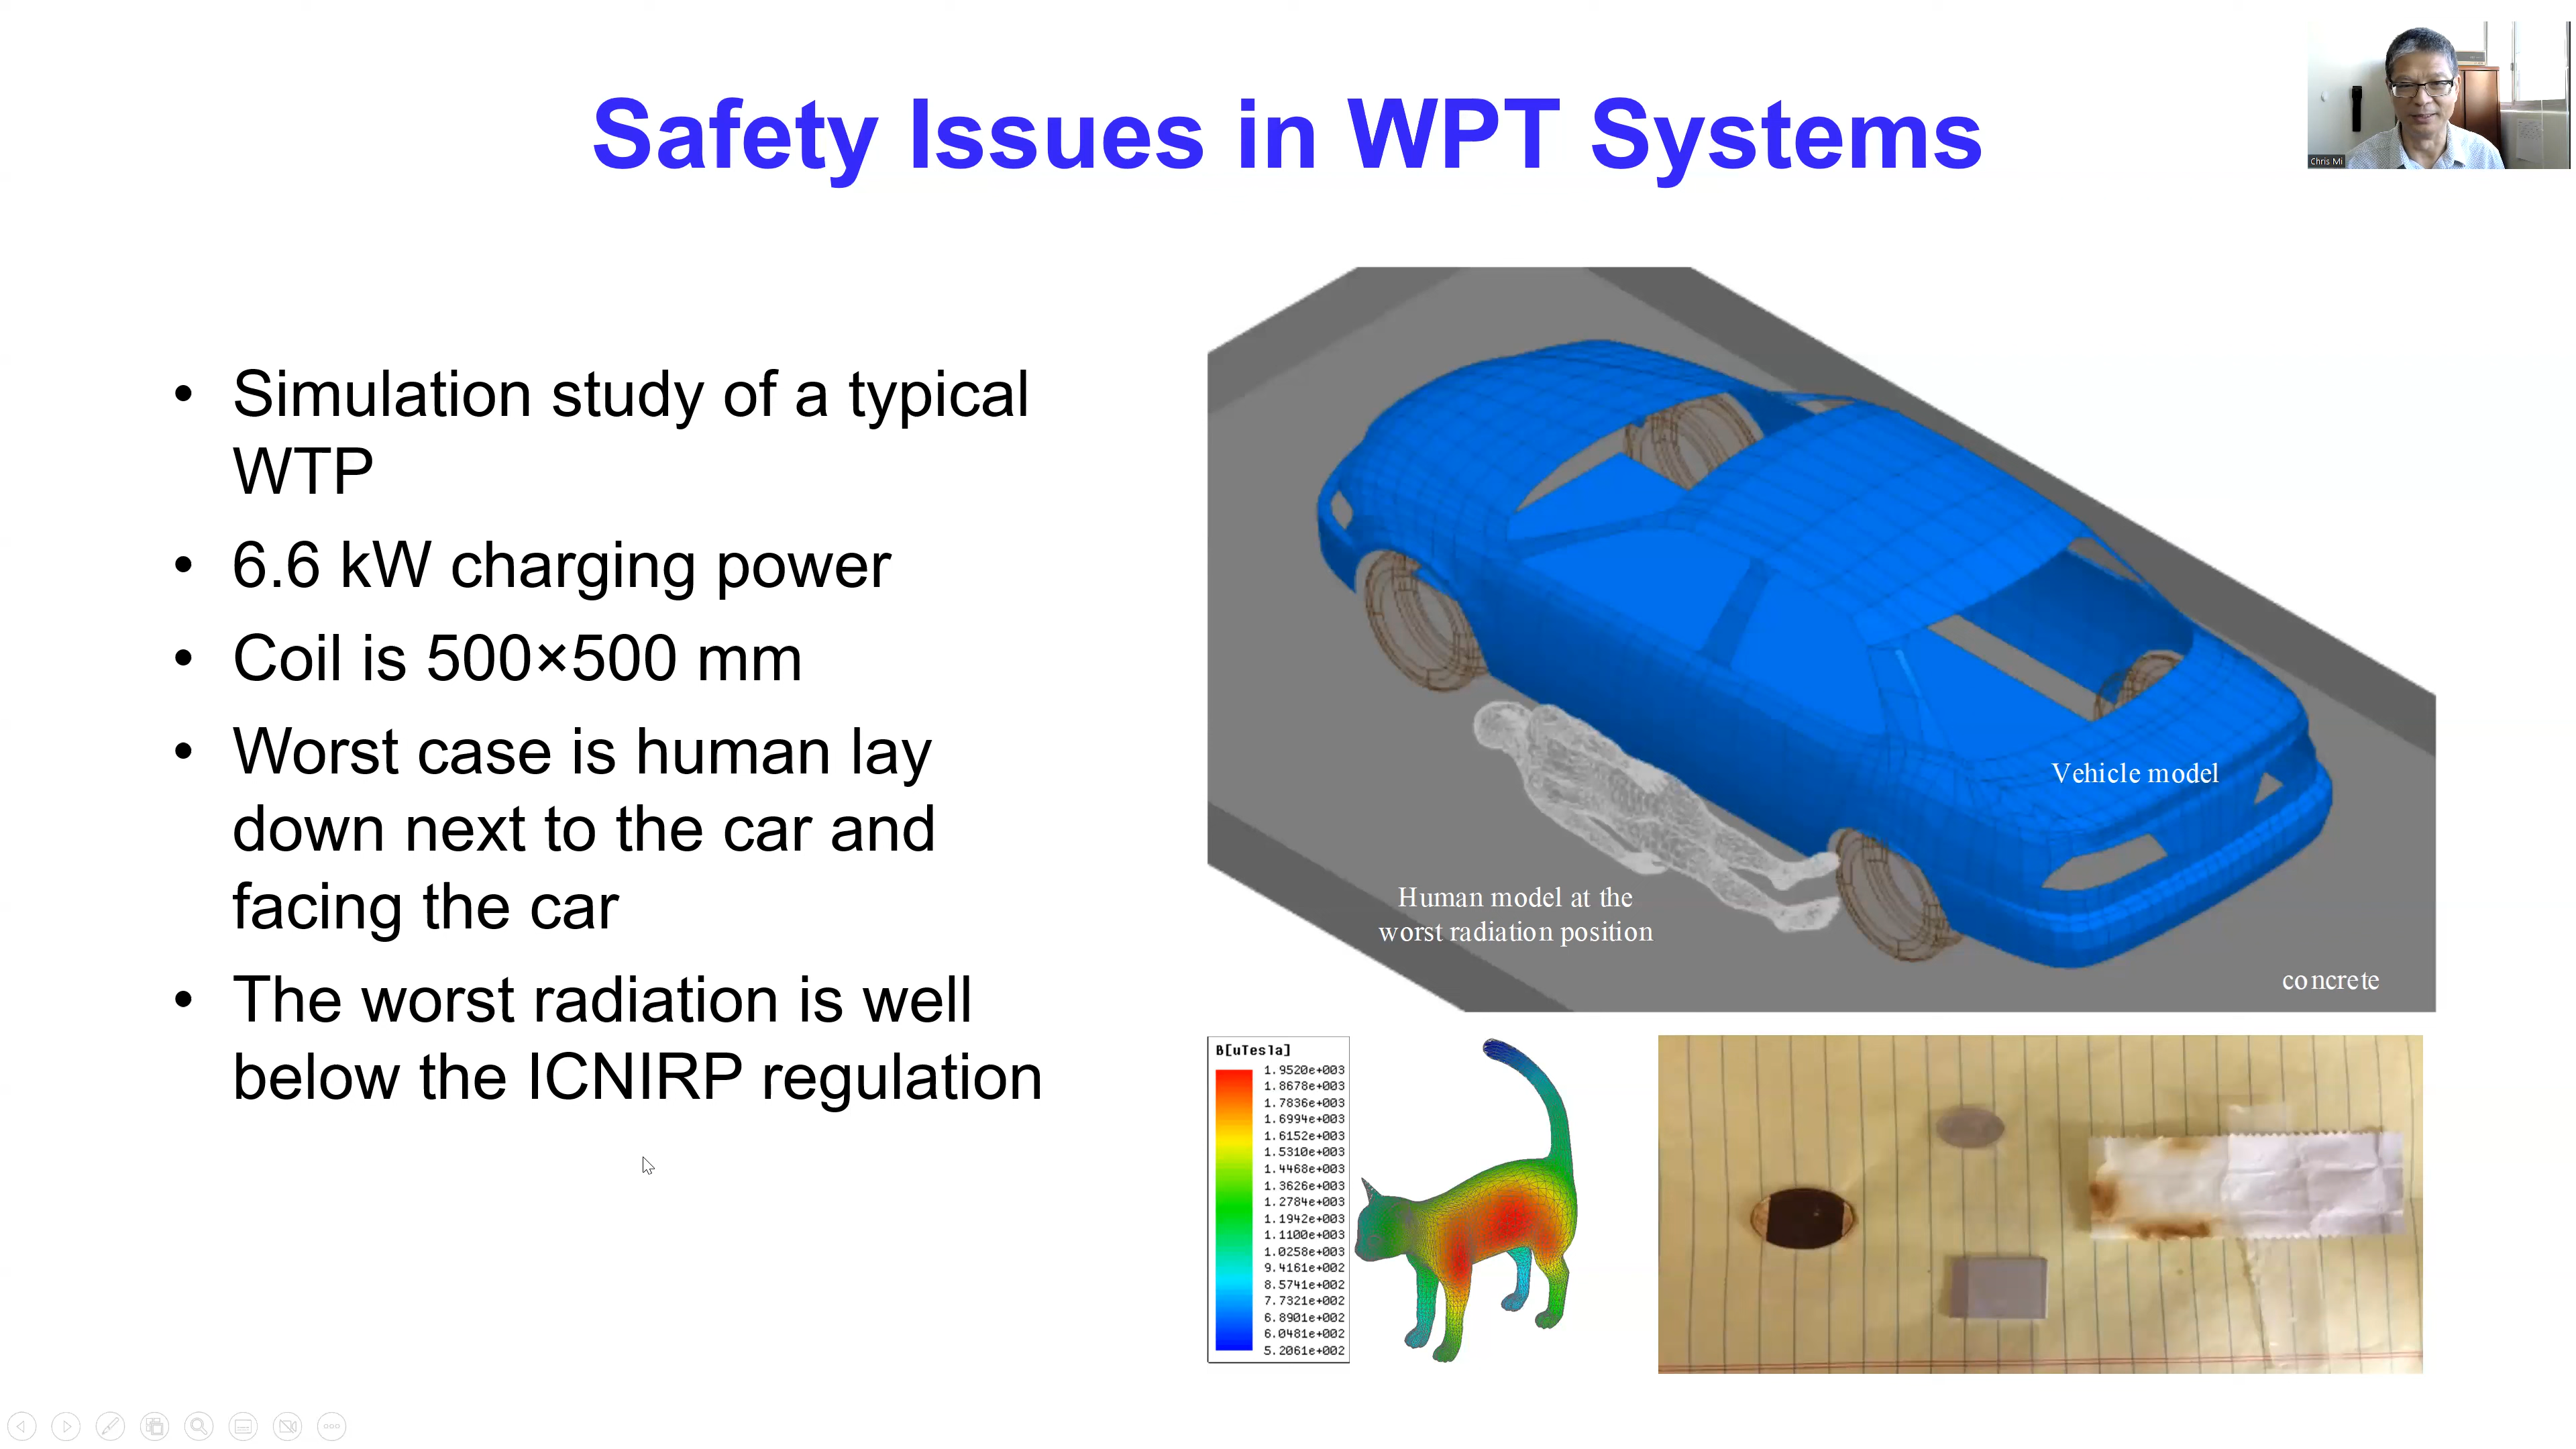 Safety Issues in WPT Systems
Chris Mi
• Simulation study of a typical
WTP
• 6.6 kW charging power
• Coil is 500×500 mm
• Worst case is human lay
down next to the car and
facing the car
• The worst radiation is well
below the ICNIRP regulation
Vehicle model
Human model at the
worst radiation position
concrete
B[uTesla]
1.9520e+003
1.8678e+003
1.7836e+003
1.6994e+003
1.6152e+003
1.5310e+003
1.4468e+003
1.3626e+003
1.2784e+003
1.1942e+003
1.1100e+003
1.0258e+003
9.4161e+002
8.5741e+002
7.7321e+002
6.8901e+002
6.0481e+002
5.2061e+002